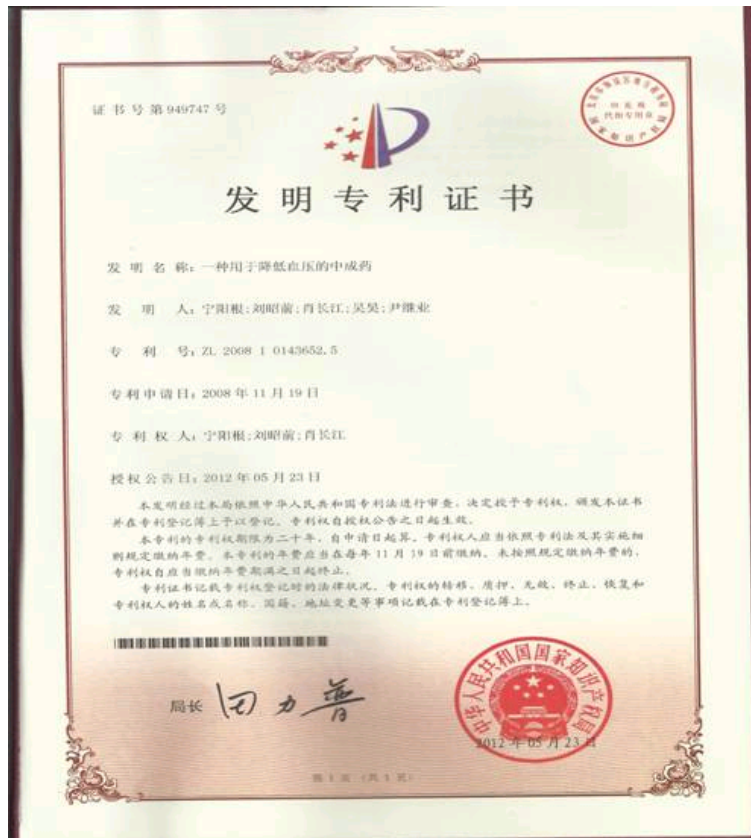 证书号第949747号
发明专利证书
发明名称：一种用于降低血压的中成药
发明人：宁阳根;刘昭前;肖长江;吴昊;尹继业
专利号：ZL 2008 1 0143652.5
专利申请日：2008年11月19日
专利权人：宁阳根;刘昭前;肖长江
授权公告日：2012年05月23日
本发明经过本局依照中华人民共和国专利法进行审查，决定授予专利权，颁发本证书
并在专利登记簿上予以登记。专利权自授权公告之日起生效。
本专利的专利权期限为二十年，自申请日起算。专利权人应当依照专利法及其实施细
则规定缴纳年费。本专利的年费应当在每年11月19日前缴纳。未按照规定缴纳年费的，
专利权自应当缴纳年费期满之日起终止。
专利证书记载专利权登记时的法律状况。专利权的转移、质押、无效、终止、恢复和
专利权人的姓名或名称、国籍、地址变更等事项记载在专利登记簿上。
局长 田力普
中华人民共和国国家知识产权局
2012年05月23日
第1页（共1页）